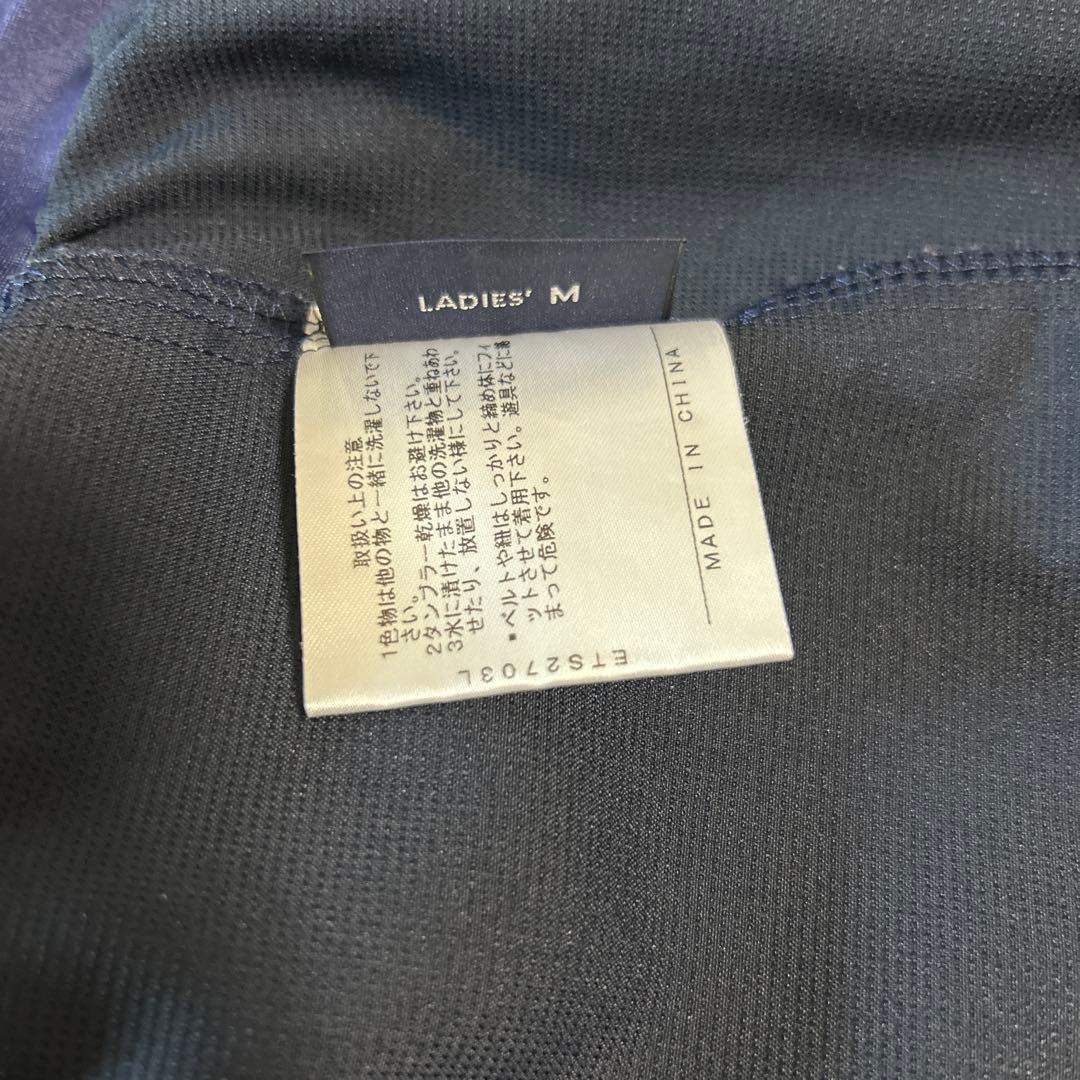 LADIES' M
取扱い上の注意
1色物は他の物と一緒に洗濯しないで下
さい。
2タンブラー乾燥はお避け下さい。
3水に漬けたまま他の洗濯物と重ねあわ
せたり、放置しない様にして下さい。
▪ベルトや紐はしっかりと締め体にフィ
ットさせて着用下さい。遊具などに絡
まって危険です。
MADE IN CHINA
ETS2703L